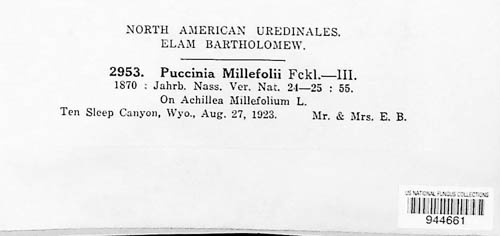 NORTH AMERICAN UREDINALES.
ELAM BARTHOLOMEW.
2953. Puccinia Millefolii Fckl.—III.
1870 : Jahrb. Nass. Ver. Nat. 24—25 : 55.
On Achillea Millefolium L.
Ten Sleep Canyon, Wyo., Aug. 27, 1923. Mr. & Mrs. E. B.
US NATIONAL FUNGUS COLLECTIONS
944661